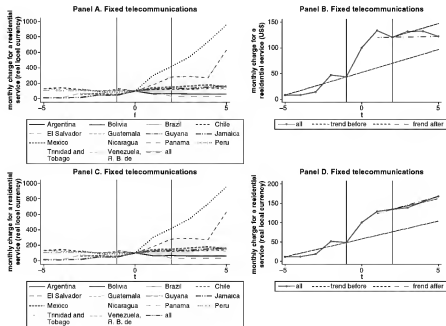 Panel A. Fixed telecommunications
monthly charge for a residential
service (real local currency)
1000
800
600
400
200
0
−5 0 5
t
Argentina Bolivia Brazil Chile
El Salvador Guatemala Guyana Jamaica
Mexico Nicaragua Panama Peru
Trinidad and Tobago Venezuela, R. B. de all
Panel B. Fixed telecommunications
monthly charge for a
residential service (US$)
150
100
50
0
−5 0 5
t
all trend before trend after
Panel C. Fixed telecommunications
monthly charge for a residential
service (real local currency)
1000
800
600
400
200
0
−5 0 5
t
Argentina Bolivia Brazil Chile
El Salvador Guatemala Guyana Jamaica
Mexico Nicaragua Panama Peru
Trinidad and Tobago Venezuela, R. B. de all
Panel D. Fixed telecommunications
monthly charge for a residential
service (real local currency)
200
150
100
50
0
−5 0 5
t
all trend before trend after